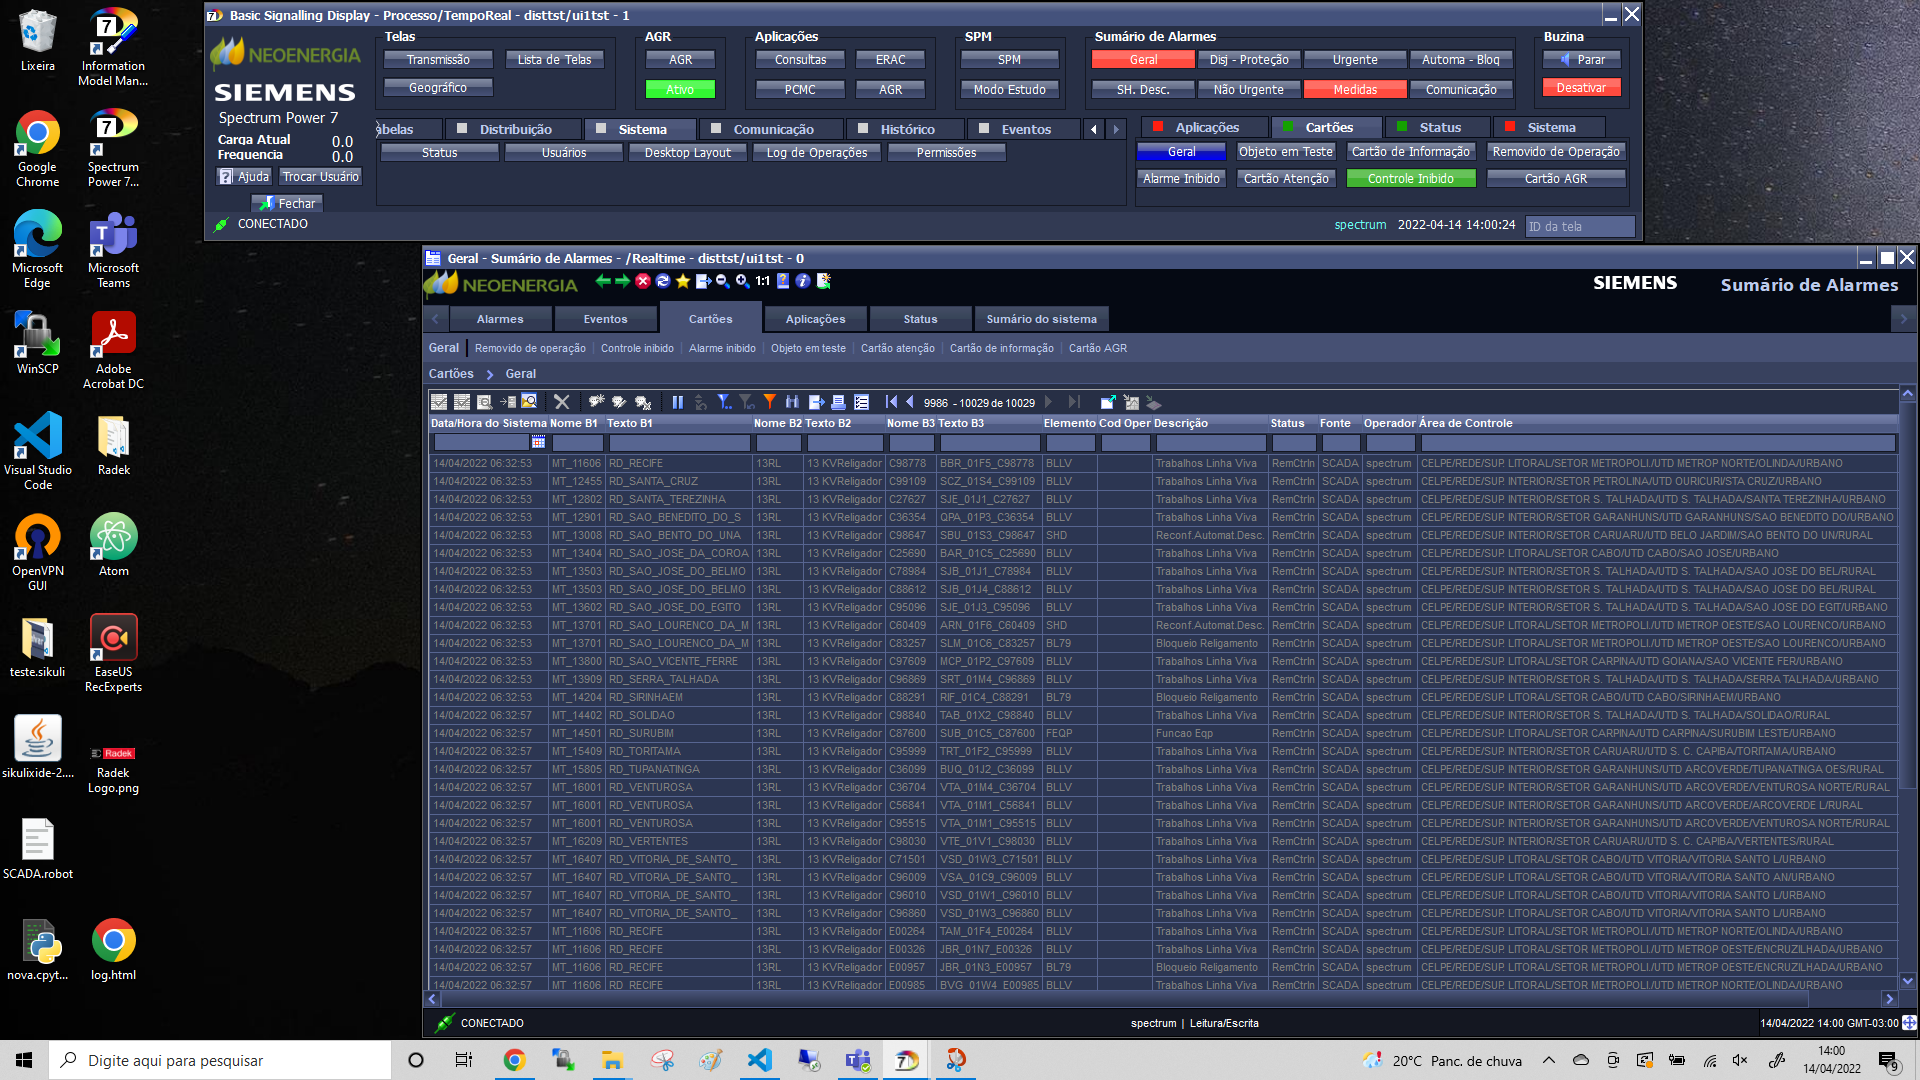 Lixeira
Information Model Man...
Google Chrome
Spectrum Power 7...
Microsoft Edge
Microsoft Teams
WinSCP
Adobe Acrobat DC
Visual Studio Code
Radek
OpenVPN GUI
Atom
teste.sikuli
EaseUS RecExperts
sikulixide-2....
Radek
Radek Logo.png
SCADA.robot
nova.cpyt...
log.html
Basic Signalling Display - Processo/TempoReal - disttst/ui1tst - 1
NEOENERGIA
SIEMENS
Spectrum Power 7
Carga Atual 0.0
Frequencia 0.0
Ajuda Trocar Usuário
Fechar
CONECTADO
Telas
Transmissão Lista de Telas
Geográfico
AGR
AGR
Ativo
Aplicações
Consultas ERAC
PCMC AGR
SPM
SPM
Modo Estudo
Sumário de Alarmes
Geral Disj - Proteção Urgente Automa - Bloq
SH. Desc. Não Urgente Medidas Comunicação
Buzina
Parar
Desativar
abelas Distribuição Sistema Comunicação Histórico Eventos
Status Usuários Desktop Layout Log de Operações Permissões
Aplicações Cartões Status Sistema
Geral Objeto em Teste Cartão de Informação Removido de Operação
Alarme Inibido Cartão Atenção Controle Inibido Cartão AGR
spectrum 2022-04-14 14:00:24 ID da tela
Geral - Sumário de Alarmes - /Realtime - disttst/ui1tst - 0
NEOENERGIA 1:1 SIEMENS Sumário de Alarmes
Alarmes Eventos Cartões Aplicações Status Sumário do sistema
Geral Removido de operação Controle inibido Alarme inibido Objeto em teste Cartão atenção Cartão de informação Cartão AGR
Cartões > Geral
9986 - 10029 de 10029
Data/Hora do Sistema Nome B1 Texto B1 Nome B2 Texto B2 Nome B3 Texto B3 Elemento Cod Oper Descrição Status Fonte Operador Área de Controle
14/04/2022 06:32:53 MT_11606 RD_RECIFE 13RL 13 KVReligador C98778 BBR_01F5_C98778 BLLV Trabalhos Linha Viva RemCtrln SCADA spectrum CELPE/REDE/SUP. LITORAL/SETOR METROPOLI./UTD METROP NORTE/OLINDA/URBANO
14/04/2022 06:32:53 MT_12455 RD_SANTA_CRUZ 13RL 13 KVReligador C99109 SCZ_01S4_C99109 BLLV Trabalhos Linha Viva RemCtrln SCADA spectrum CELPE/REDE/SUP. INTERIOR/SETOR PETROLINA/UTD OURICURI/STA CRUZ/URBANO
14/04/2022 06:32:53 MT_12802 RD_SANTA_TEREZINHA 13RL 13 KVReligador C27627 SJE_01J1_C27627 BLLV Trabalhos Linha Viva RemCtrln SCADA spectrum CELPE/REDE/SUP. INTERIOR/SETOR S. TALHADA/UTD S. TALHADA/SANTA TEREZINHA/URBANO
14/04/2022 06:32:53 MT_12901 RD_SAO_BENEDITO_DO_S 13RL 13 KVReligador C36354 QPA_01P3_C36354 BLLV Trabalhos Linha Viva RemCtrln SCADA spectrum CELPE/REDE/SUP. INTERIOR/SETOR GARANHUNS/UTD GARANHUNS/SAO BENEDITO DO/URBANO
14/04/2022 06:32:53 MT_13008 RD_SAO_BENTO_DO_UNA 13RL 13 KVReligador C98647 SBU_01S3_C98647 SHD Reconf.Automat.Desc. RemCtrln SCADA spectrum CELPE/REDE/SUP. INTERIOR/SETOR CARUARU/UTD BELO JARDIM/SAO BENTO DO UN/RURAL
14/04/2022 06:32:53 MT_13404 RD_SAO_JOSE_DA_COROA 13RL 13 KVReligador C25690 BAR_01C5_C25690 BLLV Trabalhos Linha Viva RemCtrln SCADA spectrum CELPE/REDE/SUP. LITORAL/SETOR CABO/UTD CABO/SAO JOSE/URBANO
14/04/2022 06:32:53 MT_13503 RD_SAO_JOSE_DO_BELMO 13RL 13 KVReligador C78984 SJB_01J1_C78984 BLLV Trabalhos Linha Viva RemCtrln SCADA spectrum CELPE/REDE/SUP. INTERIOR/SETOR S. TALHADA/UTD S. TALHADA/SAO JOSE DO BEL/RURAL
14/04/2022 06:32:53 MT_13503 RD_SAO_JOSE_DO_BELMO 13RL 13 KVReligador C88612 SJB_01J4_C88612 BLLV Trabalhos Linha Viva RemCtrln SCADA spectrum CELPE/REDE/SUP. INTERIOR/SETOR S. TALHADA/UTD S. TALHADA/SAO JOSE DO BEL/RURAL
14/04/2022 06:32:53 MT_13602 RD_SAO_JOSE_DO_EGITO 13RL 13 KVReligador C95096 SJE_01J3_C95096 BLLV Trabalhos Linha Viva RemCtrln SCADA spectrum CELPE/REDE/SUP. INTERIOR/SETOR S. TALHADA/UTD S. TALHADA/SAO JOSE DO EGIT/URBANO
14/04/2022 06:32:53 MT_13701 RD_SAO_LOURENCO_DA_M 13RL 13 KVReligador C60409 ARN_01F6_C60409 SHD Reconf.Automat.Desc. RemCtrln SCADA spectrum CELPE/REDE/SUP. LITORAL/SETOR METROPOLI./UTD METROP OESTE/SAO LOURENCO/URBANO
14/04/2022 06:32:53 MT_13701 RD_SAO_LOURENCO_DA_M 13RL 13 KVReligador C83257 SLM_01C6_C83257 BL79 Bloqueio Religamento RemCtrln SCADA spectrum CELPE/REDE/SUP. LITORAL/SETOR METROPOLI./UTD METROP OESTE/SAO LOURENCO/URBANO
14/04/2022 06:32:53 MT_13800 RD_SAO_VICENTE_FERRE 13RL 13 KVReligador C97609 MCP_01P2_C97609 BLLV Trabalhos Linha Viva RemCtrln SCADA spectrum CELPE/REDE/SUP. LITORAL/SETOR CARPINA/UTD GOIANA/SAO VICENTE FER/URBANO
14/04/2022 06:32:53 MT_13909 RD_SERRA_TALHADA 13RL 13 KVReligador C96869 SRT_01M4_C96869 BLLV Trabalhos Linha Viva RemCtrln SCADA spectrum CELPE/REDE/SUP. INTERIOR/SETOR S. TALHADA/UTD S. TALHADA/SERRA TALHADA/URBANO
14/04/2022 06:32:57 MT_14204 RD_SIRINHAEM 13RL 13 KVReligador C88291 RIF_01C4_C88291 BL79 Bloqueio Religamento RemCtrln SCADA spectrum CELPE/REDE/SUP. LITORAL/SETOR CABO/UTD CABO/SIRINHAEM/URBANO
14/04/2022 06:32:57 MT_14402 RD_SOLIDAO 13RL 13 KVReligador C98840 TAB_01X2_C98840 BLLV Trabalhos Linha Viva RemCtrln SCADA spectrum CELPE/REDE/SUP. INTERIOR/SETOR S. TALHADA/UTD S. TALHADA/SOLIDAO/RURAL
14/04/2022 06:32:57 MT_14501 RD_SURUBIM 13RL 13 KVReligador C87600 SUB_01C5_C87600 FEQP Funcao Eqp RemCtrln SCADA spectrum CELPE/REDE/SUP. LITORAL/SETOR CARPINA/UTD CARPINA/SURUBIM LESTE/URBANO
14/04/2022 06:32:57 MT_15409 RD_TORITAMA 13RL 13 KVReligador C95999 TRT_01F2_C95999 BLLV Trabalhos Linha Viva RemCtrln SCADA spectrum CELPE/REDE/SUP. INTERIOR/SETOR CARUARU/UTD S. C. CAPIBA/TORITAMA/URBANO
14/04/2022 06:32:57 MT_15805 RD_TUPANATINGA 13RL 13 KVReligador C36099 BUQ_01J2_C36099 BLLV Trabalhos Linha Viva RemCtrln SCADA spectrum CELPE/REDE/SUP. INTERIOR/SETOR GARANHUNS/UTD ARCOVERDE/TUPANATINGA OES/RURAL
14/04/2022 06:32:57 MT_16001 RD_VENTUROSA 13RL 13 KVReligador C36704 VTA_01M4_C36704 BLLV Trabalhos Linha Viva RemCtrln SCADA spectrum CELPE/REDE/SUP. INTERIOR/SETOR GARANHUNS/UTD ARCOVERDE/VENTUROSA NORTE/RURAL
14/04/2022 06:32:57 MT_16001 RD_VENTUROSA 13RL 13 KVReligador C56841 VTA_01M1_C56841 BLLV Trabalhos Linha Viva RemCtrln SCADA spectrum CELPE/REDE/SUP. INTERIOR/SETOR GARANHUNS/UTD ARCOVERDE/ARCOVERDE L/RURAL
14/04/2022 06:32:57 MT_16001 RD_VENTUROSA 13RL 13 KVReligador C95515 VTA_01M1_C95515 BLLV Trabalhos Linha Viva RemCtrln SCADA spectrum CELPE/REDE/SUP. INTERIOR/SETOR GARANHUNS/UTD ARCOVERDE/VENTUROSA NORTE/RURAL
14/04/2022 06:32:57 MT_16209 RD_VERTENTES 13RL 13 KVReligador C98030 VTE_01V1_C98030 BLLV Trabalhos Linha Viva RemCtrln SCADA spectrum CELPE/REDE/SUP. INTERIOR/SETOR CARUARU/UTD S. C. CAPIBA/VERTENTES/RURAL
14/04/2022 06:32:57 MT_16407 RD_VITORIA_DE_SANTO_ 13RL 13 KVReligador C71501 VSD_01W3_C71501 BLLV Trabalhos Linha Viva RemCtrln SCADA spectrum CELPE/REDE/SUP. LITORAL/SETOR CABO/UTD VITORIA/VITORIA SANTO L/URBANO
14/04/2022 06:32:57 MT_16407 RD_VITORIA_DE_SANTO_ 13RL 13 KVReligador C96009 VSA_01C9_C96009 BLLV Trabalhos Linha Viva RemCtrln SCADA spectrum CELPE/REDE/SUP. LITORAL/SETOR CABO/UTD VITORIA/VITORIA SANTO AN/URBANO
14/04/2022 06:32:57 MT_16407 RD_VITORIA_DE_SANTO_ 13RL 13 KVReligador C96010 VSD_01W1_C96010 BLLV Trabalhos Linha Viva RemCtrln SCADA spectrum CELPE/REDE/SUP. LITORAL/SETOR CABO/UTD VITORIA/VITORIA SANTO L/URBANO
14/04/2022 06:32:57 MT_16407 RD_VITORIA_DE_SANTO_ 13RL 13 KVReligador C96860 VSD_01W3_C96860 BLLV Trabalhos Linha Viva RemCtrln SCADA spectrum CELPE/REDE/SUP. LITORAL/SETOR CABO/UTD VITORIA/VITORIA SANTO L/URBANO
14/04/2022 06:32:57 MT_11606 RD_RECIFE 13RL 13 KVReligador E00264 TAM_01F4_E00264 BLLV Trabalhos Linha Viva RemCtrln SCADA spectrum CELPE/REDE/SUP. LITORAL/SETOR METROPOLI./UTD METROP NORTE/OLINDA/URBANO
14/04/2022 06:32:57 MT_11606 RD_RECIFE 13RL 13 KVReligador E00326 JBR_01N7_E00326 BLLV Trabalhos Linha Viva RemCtrln SCADA spectrum CELPE/REDE/SUP. LITORAL/SETOR METROPOLI./UTD METROP OESTE/ENCRUZILHADA/URBANO
14/04/2022 06:32:57 MT_11606 RD_RECIFE 13RL 13 KVReligador E00957 JBR_01N3_E00957 BL79 Bloqueio Religamento RemCtrln SCADA spectrum CELPE/REDE/SUP. LITORAL/SETOR METROPOLI./UTD METROP OESTE/ENCRUZILHADA/URBANO
14/04/2022 06:32:57 MT_11606 RD_RECIFE 13RL 13 KVReligador E00985 BVG_01W4_E00985 BLLV Trabalhos Linha Viva RemCtrln SCADA spectrum CELPE/REDE/SUP. LITORAL/SETOR METROPOLI./UTD METROP NORTE/OLINDA/URBANO
CONECTADO spectrum | Leitura/Escrita 14/04/2022 14:00 GMT-03:00
Digite aqui para pesquisar 20°C Panc. de chuva 14:00
14/04/2022 9